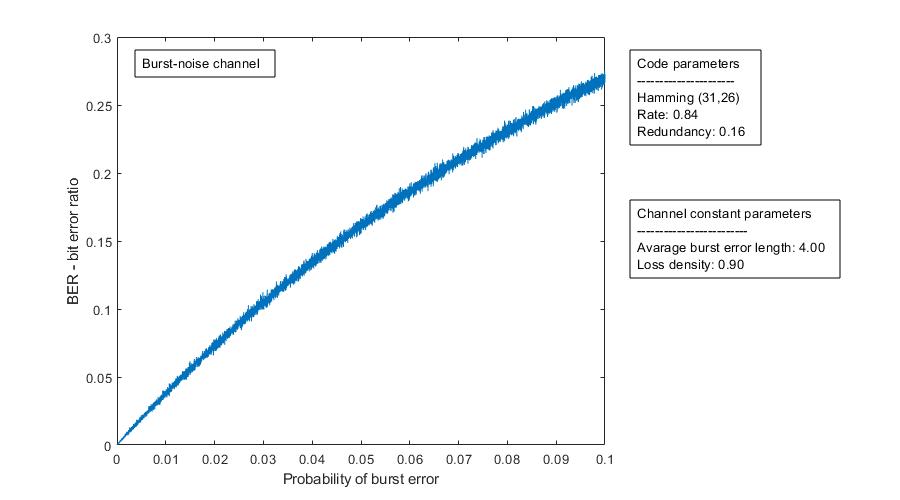 0.3
Burst-noise channel
0.25
0.2
0.15
0.1
0.05
0
BER - bit error ratio
0 0.01 0.02 0.03 0.04 0.05 0.06 0.07 0.08 0.09 0.1
Probability of burst error
Code parameters
----------------------
Hamming (31,26)
Rate: 0.84
Redundancy: 0.16
Channel constant parameters
-------------------------
Avarage burst error length: 4.00
Loss density: 0.90